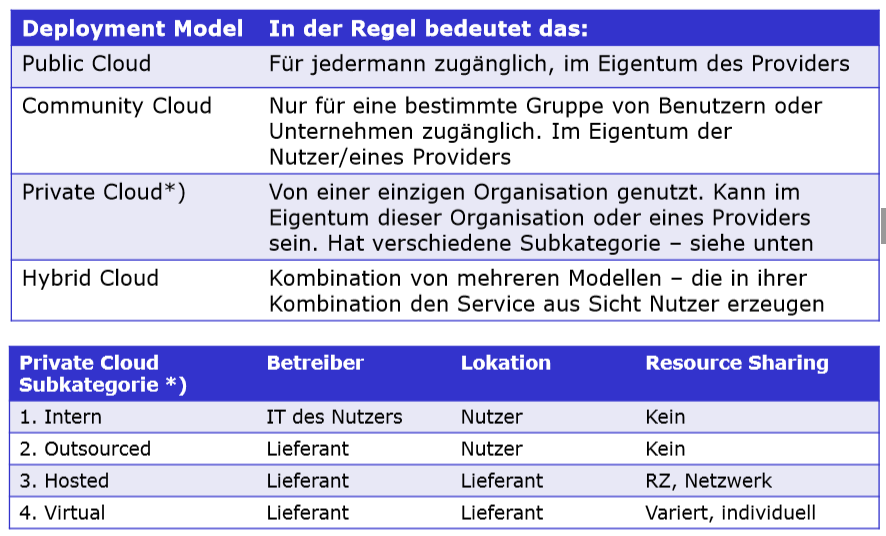 Deployment Model In der Regel bedeutet das:
Public Cloud Für jedermann zugänglich, im Eigentum des Providers
Community Cloud Nur für eine bestimmte Gruppe von Benutzern oder
Unternehmen zugänglich. Im Eigentum der
Nutzer/eines Providers
Private Cloud*) Von einer einzigen Organisation genutzt. Kann im
Eigentum dieser Organisation oder eines Providers
sein. Hat verschiedene Subkategorie – siehe unten
Hybrid Cloud Kombination von mehreren Modellen – die in ihrer
Kombination den Service aus Sicht Nutzer erzeugen
Private Cloud Betreiber Lokation Resource Sharing
Subkategorie *)
1. Intern IT des Nutzers Nutzer Kein
2. Outsourced Lieferant Nutzer Kein
3. Hosted Lieferant Lieferant RZ, Netzwerk
4. Virtual Lieferant Lieferant Variert, individuell